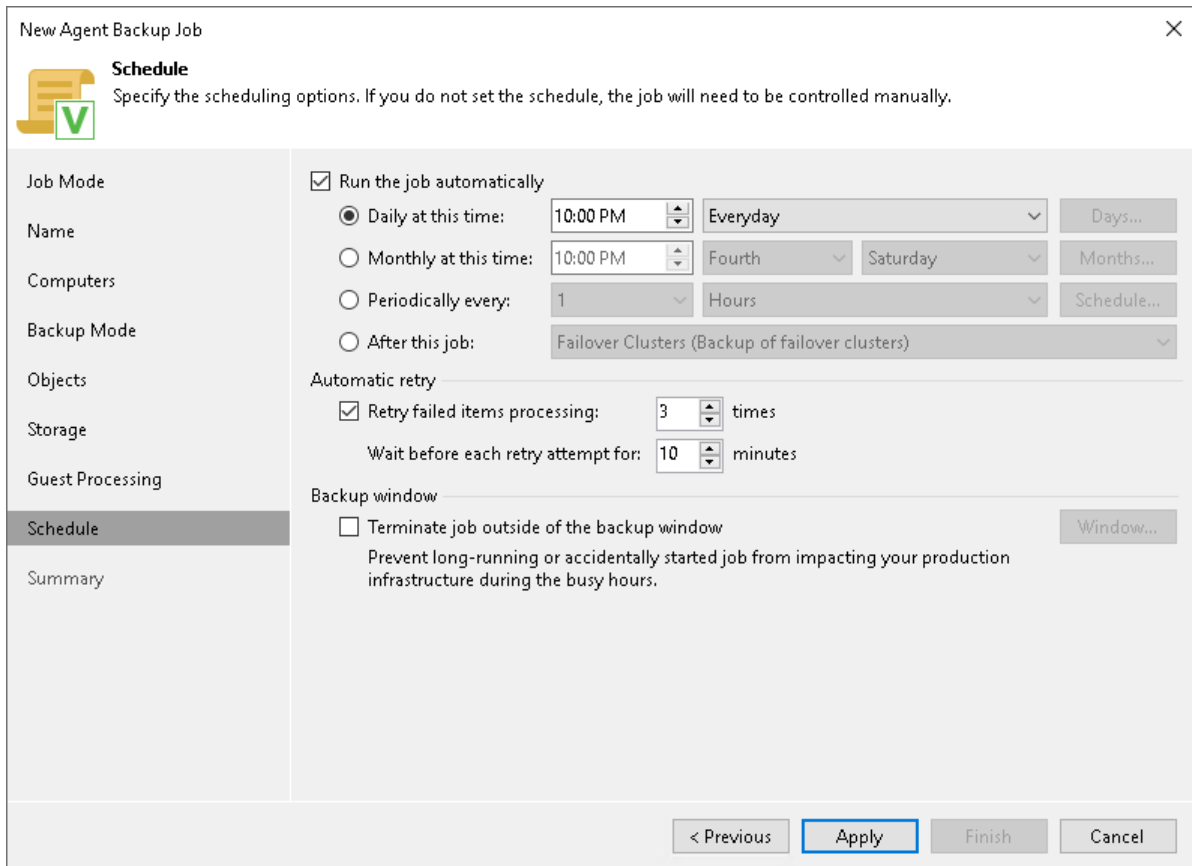 New Agent Backup Job
Schedule
Specify the scheduling options. If you do not set the schedule, the job will need to be controlled manually.
V
Job Mode
Name
Computers
Backup Mode
Objects
Storage
Guest Processing
Schedule
Summary
Run the job automatically
Daily at this time: 10:00 PM Everyday Days...
Monthly at this time: 10:00 PM Fourth Saturday Months...
Periodically every: 1 Hours Schedule...
After this job: Failover Clusters (Backup of failover clusters)
Automatic retry
Retry failed items processing: 3 times
Wait before each retry attempt for: 10 minutes
Backup window
Terminate job outside of the backup window Window...
Prevent long-running or accidentally started job from impacting your production
infrastructure during the busy hours.
< Previous Apply Finish Cancel